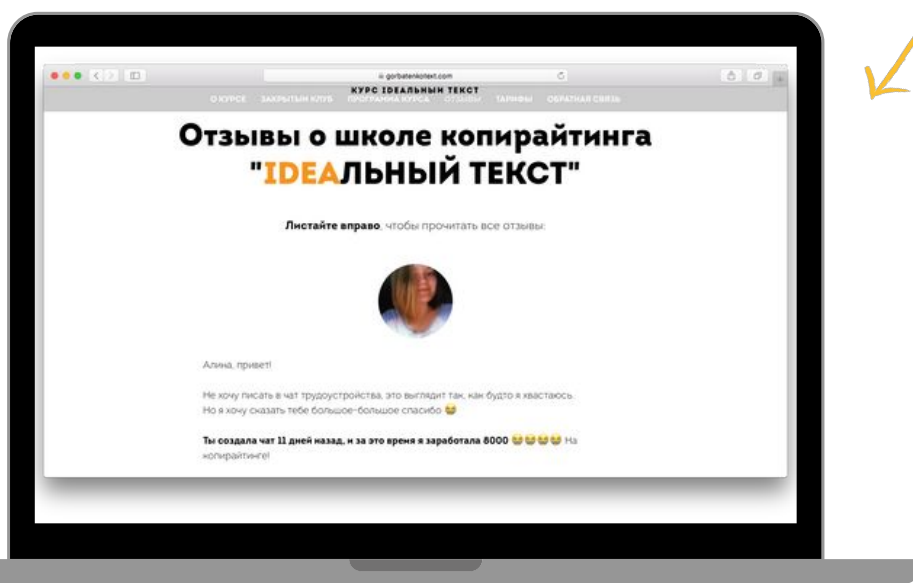 gorbatenkotext.com
КУРС IDEАЛЬНЫЙ ТЕКСТ
О КУРСЕ ЗАКРЫТЫЙ КЛУБ ПРОГРАММА КУРСА ОТЗЫВЫ ТАРИФЫ ОБРАТНАЯ СВЯЗЬ
Отзывы о школе копирайтинга
"IDEАЛЬНЫЙ ТЕКСТ"
Листайте вправо, чтобы прочитать все отзывы:
Алина, привет!
Не хочу писать в чат трудоустройства, это выглядит так, как будто я хвастаюсь.
Но я хочу сказать тебе большое-большое спасибо 😂
Ты создала чат 11 дней назад, и за это время я заработала 8000 😂😂😂😂 На
копирайтинге!